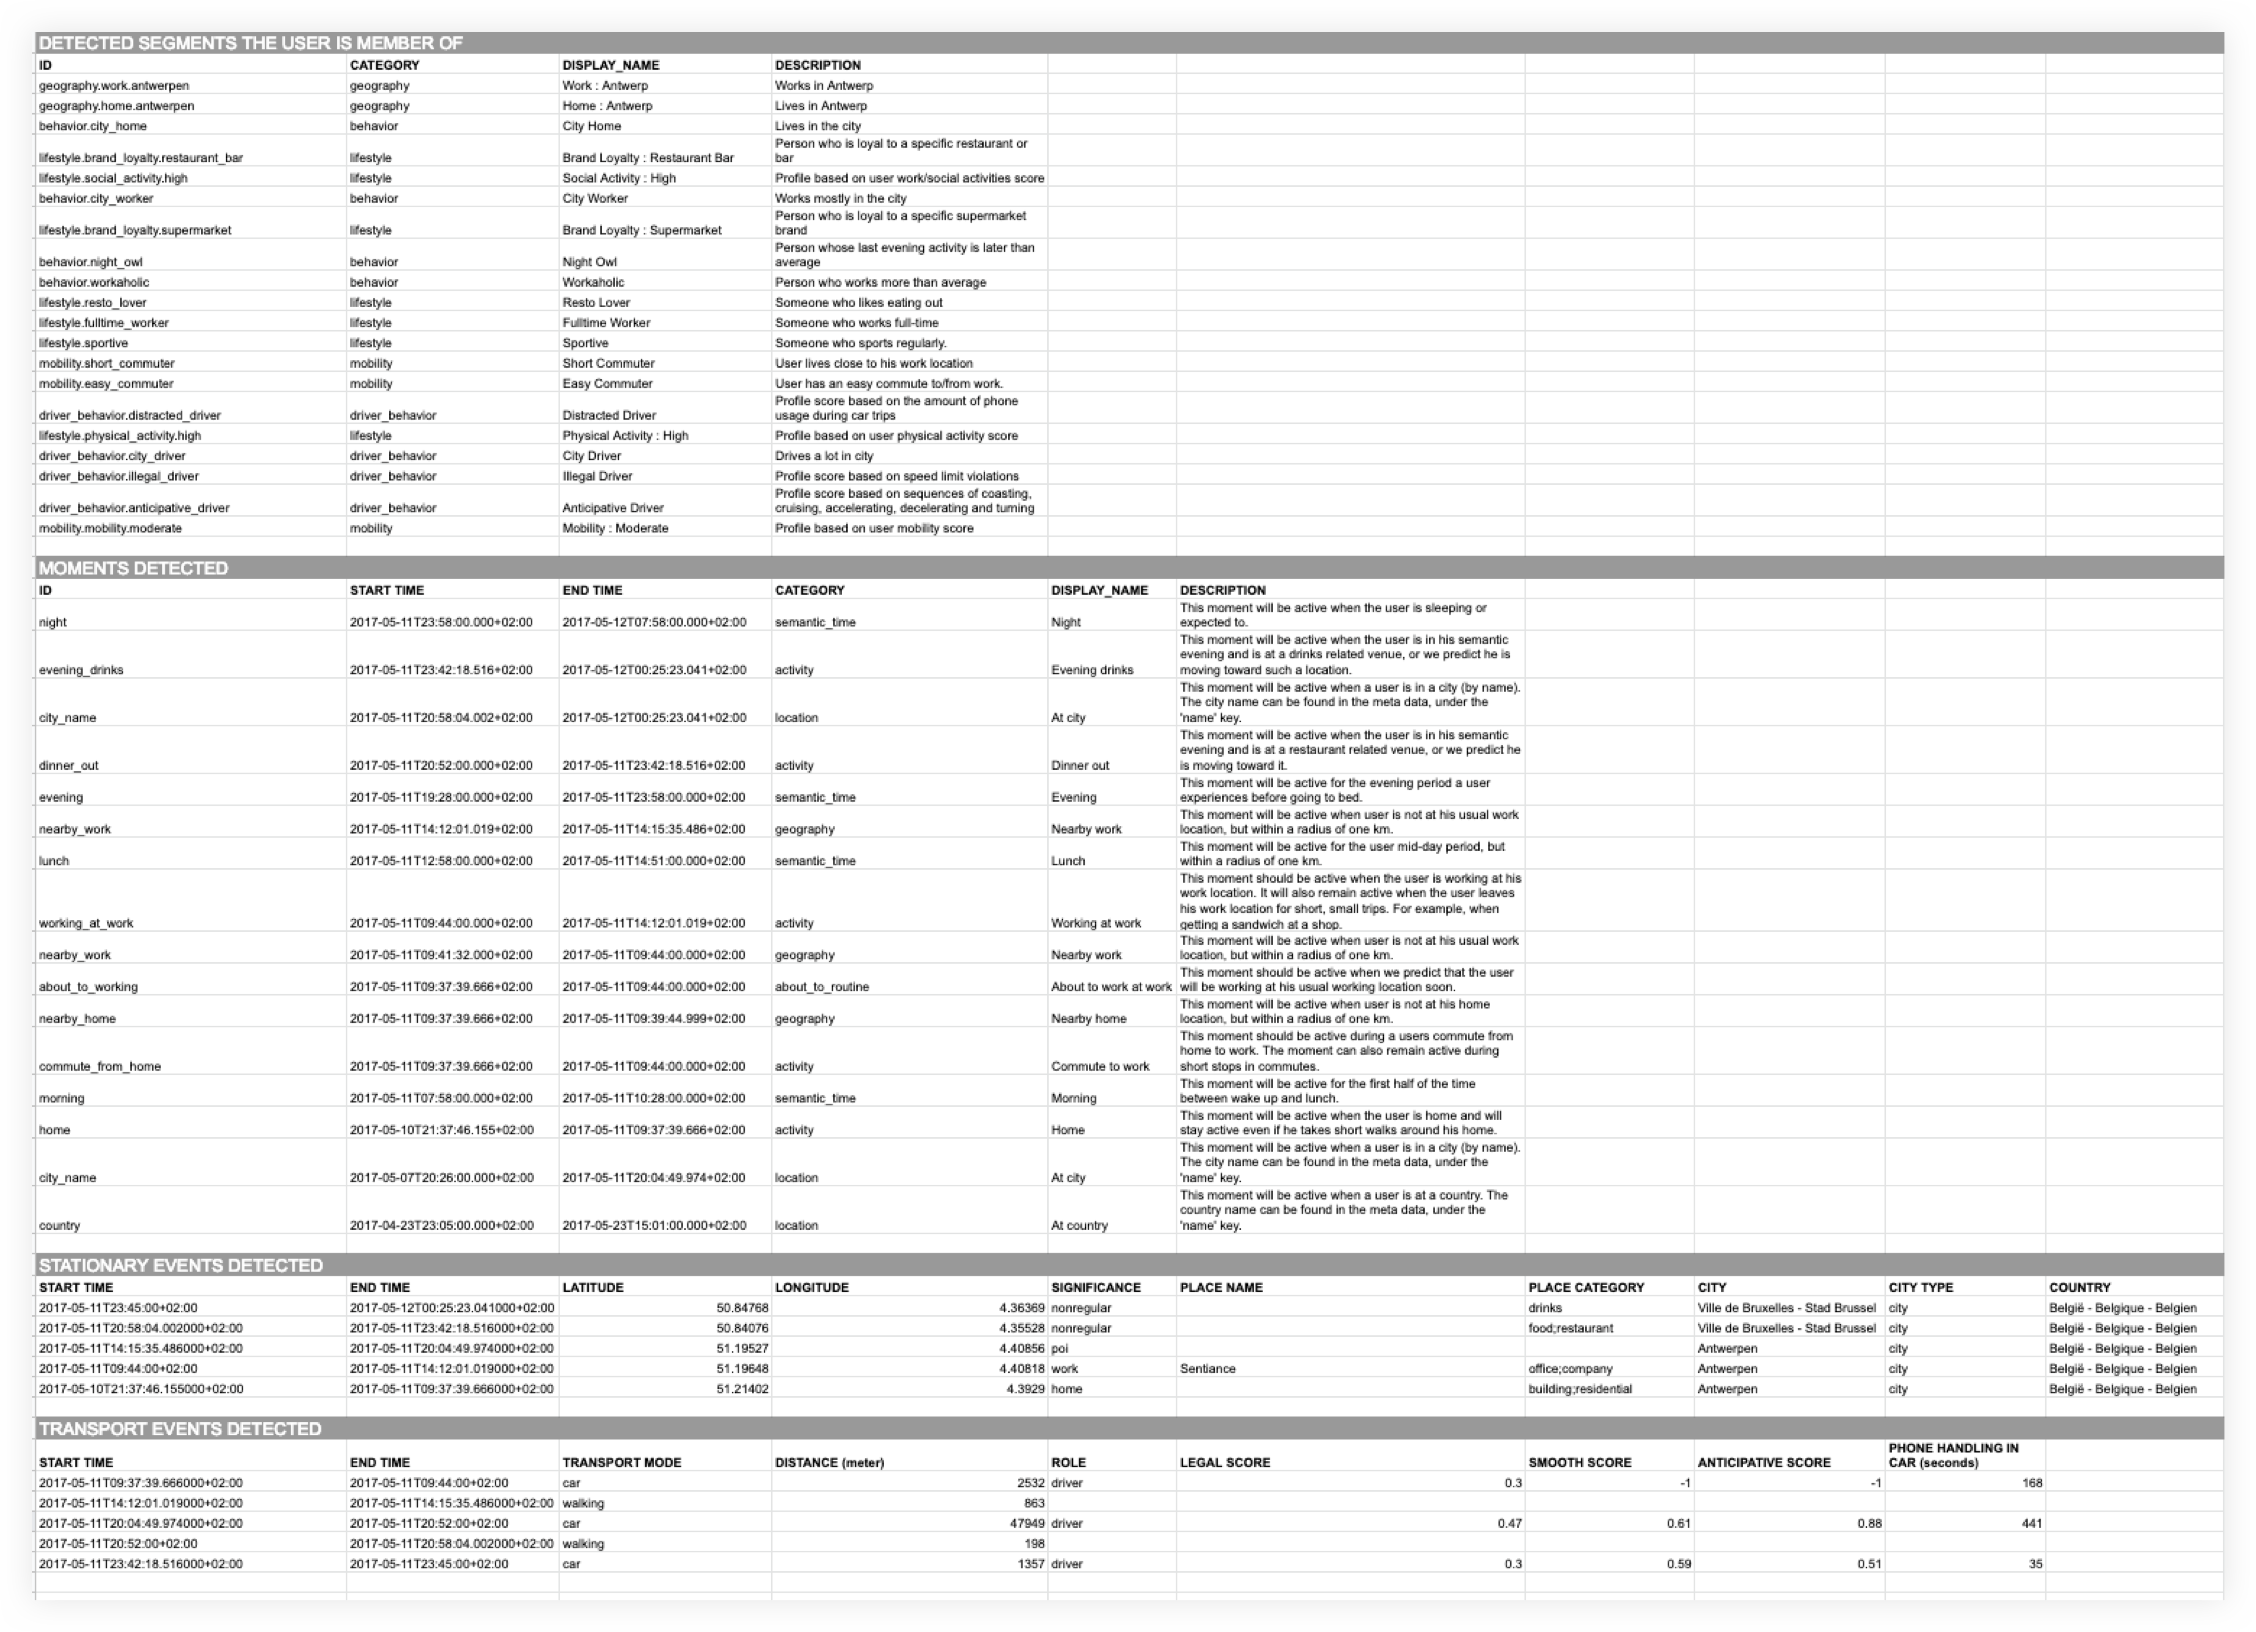 DETECTED SEGMENTS THE USER IS MEMBER OF
ID CATEGORY DISPLAY_NAME DESCRIPTION
geography.work.antwerpen geography Work : Antwerp Works in Antwerp
geography.home.antwerpen geography Home : Antwerp Lives in Antwerp
behavior.city_home behavior City Home Lives in the city
Person who is loyal to a specific restaurant or
lifestyle.brand_loyalty.restaurant_bar lifestyle Brand Loyalty : Restaurant Bar bar
lifestyle.social_activity.high lifestyle Social Activity : High Profile based on user work/social activities score
behavior.city_worker behavior City Worker Works mostly in the city
Person who is loyal to a specific supermarket
lifestyle.brand_loyalty.supermarket lifestyle Brand Loyalty : Supermarket brand
Person whose last evening activity is later than
behavior.night_owl behavior Night Owl average
behavior.workaholic behavior Workaholic Person who works more than average
lifestyle.resto_lover lifestyle Resto Lover Someone who likes eating out
lifestyle.fulltime_worker lifestyle Fulltime Worker Someone who works full-time
lifestyle.sportive lifestyle Sportive Someone who sports regularly.
mobility.short_commuter mobility Short Commuter User lives close to his work location
mobility.easy_commuter mobility Easy Commuter User has an easy commute to/from work.
Profile score based on the amount of phone
driver_behavior.distracted_driver driver_behavior Distracted Driver usage during car trips
lifestyle.physical_activity.high lifestyle Physical Activity : High Profile based on user physical activity score
driver_behavior.city_driver driver_behavior City Driver Drives a lot in city
driver_behavior.illegal_driver driver_behavior Illegal Driver Profile score based on speed limit violations
Profile score based on sequences of coasting,
driver_behavior.anticipative_driver driver_behavior Anticipative Driver cruising, accelerating, decelerating and turning
mobility.mobility.moderate mobility Mobility : Moderate Profile based on user mobility score
MOMENTS DETECTED
ID START TIME END TIME CATEGORY DISPLAY_NAME DESCRIPTION
This moment will be active when the user is sleeping or
night 2017-05-11T23:58:00.000+02:00 2017-05-12T07:58:00.000+02:00 semantic_time Night expected to.
This moment will be active when the user is in his semantic
evening and is at a drinks related venue, or we predict he is
evening_drinks 2017-05-11T23:42:18.516+02:00 2017-05-12T00:25:23.041+02:00 activity Evening drinks moving toward such a location.
This moment will be active when a user is in a city (by name).
The city name can be found in the meta data, under the
city_name 2017-05-11T20:58:04.002+02:00 2017-05-12T00:25:23.041+02:00 location At city 'name' key.
This moment will be active when the user is in his semantic
evening and is at a restaurant related venue, or we predict he
dinner_out 2017-05-11T20:52:00.000+02:00 2017-05-11T23:42:18.516+02:00 activity Dinner out is moving toward it.
This moment will be active for the evening period a user
evening 2017-05-11T19:28:00.000+02:00 2017-05-11T23:58:00.000+02:00 semantic_time Evening experiences before going to bed.
This moment will be active when user is not at his usual work
nearby_work 2017-05-11T14:12:01.019+02:00 2017-05-11T14:15:35.486+02:00 geography Nearby work location, but within a radius of one km.
This moment will be active for the user mid-day period, but
lunch 2017-05-11T12:58:00.000+02:00 2017-05-11T14:51:00.000+02:00 semantic_time Lunch within a radius of one km.
This moment should be active when the user is working at his
work location. It will also remain active when the user leaves
his work location for short, small trips. For example, when
working_at_work 2017-05-11T09:44:00.000+02:00 2017-05-11T14:12:01.019+02:00 activity Working at work getting a sandwich at a shop.
This moment will be active when user is not at his usual work
nearby_work 2017-05-11T09:41:32.000+02:00 2017-05-11T09:44:00.000+02:00 geography Nearby work location, but within a radius of one km.
This moment should be active when we predict that the user
about_to_working 2017-05-11T09:37:39.666+02:00 2017-05-11T09:44:00.000+02:00 about_to_routine About to work at work will be working at his usual working location soon.
This moment will be active when user is not at his home
nearby_home 2017-05-11T09:37:39.666+02:00 2017-05-11T09:39:44.999+02:00 geography Nearby home location, but within a radius of one km.
This moment should be active during a users commute from
home to work. The moment can also remain active during
commute_from_home 2017-05-11T09:37:39.666+02:00 2017-05-11T09:44:00.000+02:00 activity Commute to work short stops in commutes.
This moment will be active for the first half of the time
morning 2017-05-11T07:58:00.000+02:00 2017-05-11T10:28:00.000+02:00 semantic_time Morning between wake up and lunch.
This moment will be active when the user is home and will
home 2017-05-10T21:37:46.155+02:00 2017-05-11T09:37:39.666+02:00 activity Home stay active even if he takes short walks around his home.
This moment will be active when a user is in a city (by name).
The city name can be found in the meta data, under the
city_name 2017-05-07T20:26:00.000+02:00 2017-05-11T20:04:49.974+02:00 location At city 'name' key.
This moment will be active when a user is at a country. The
country name can be found in the meta data, under the
country 2017-04-23T23:05:00.000+02:00 2017-05-23T15:01:00.000+02:00 location At country 'name' key.
STATIONARY EVENTS DETECTED
START TIME END TIME LATITUDE LONGITUDE SIGNIFICANCE PLACE NAME PLACE CATEGORY CITY CITY TYPE COUNTRY
2017-05-11T23:45:00+02:00 2017-05-12T00:25:23.041000+02:00 50.84768 4.36369 nonregular drinks Ville de Bruxelles - Stad Brussel city België - Belgique - Belgien
2017-05-11T20:58:04.002000+02:00 2017-05-11T23:42:18.516000+02:00 50.84076 4.35528 nonregular food;restaurant Ville de Bruxelles - Stad Brussel city België - Belgique - Belgien
2017-05-11T14:15:35.486000+02:00 2017-05-11T20:04:49.974000+02:00 51.19527 4.40856 poi Antwerpen city België - Belgique - Belgien
2017-05-11T09:44:00+02:00 2017-05-11T14:12:01.019000+02:00 51.19648 4.40818 work Sentiance office;company Antwerpen city België - Belgique - Belgien
2017-05-10T21:37:46.155000+02:00 2017-05-11T09:37:39.666000+02:00 51.21402 4.3929 home building;residential Antwerpen city België - Belgique - Belgien
TRANSPORT EVENTS DETECTED
PHONE HANDLING IN
START TIME END TIME TRANSPORT MODE DISTANCE (meter) ROLE LEGAL SCORE SMOOTH SCORE ANTICIPATIVE SCORE CAR (seconds)
2017-05-11T09:37:39.666000+02:00 2017-05-11T09:44:00+02:00 car 2532 driver 0.3 -1 -1 168
2017-05-11T14:12:01.019000+02:00 2017-05-11T14:15:35.486000+02:00 walking 863
2017-05-11T20:04:49.974000+02:00 2017-05-11T20:52:00+02:00 car 47949 driver 0.47 0.61 0.88 441
2017-05-11T20:52:00+02:00 2017-05-11T20:58:04.002000+02:00 walking 198
2017-05-11T23:42:18.516000+02:00 2017-05-11T23:45:00+02:00 car 1357 driver 0.3 0.59 0.51 35